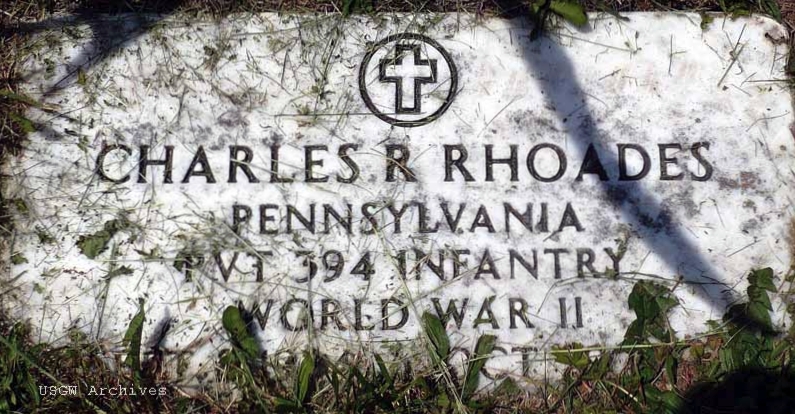 CHARLES R RHOADES
PENNSYLVANIA
PVT 394 INFANTRY
WORLD WAR II
USGW Archives